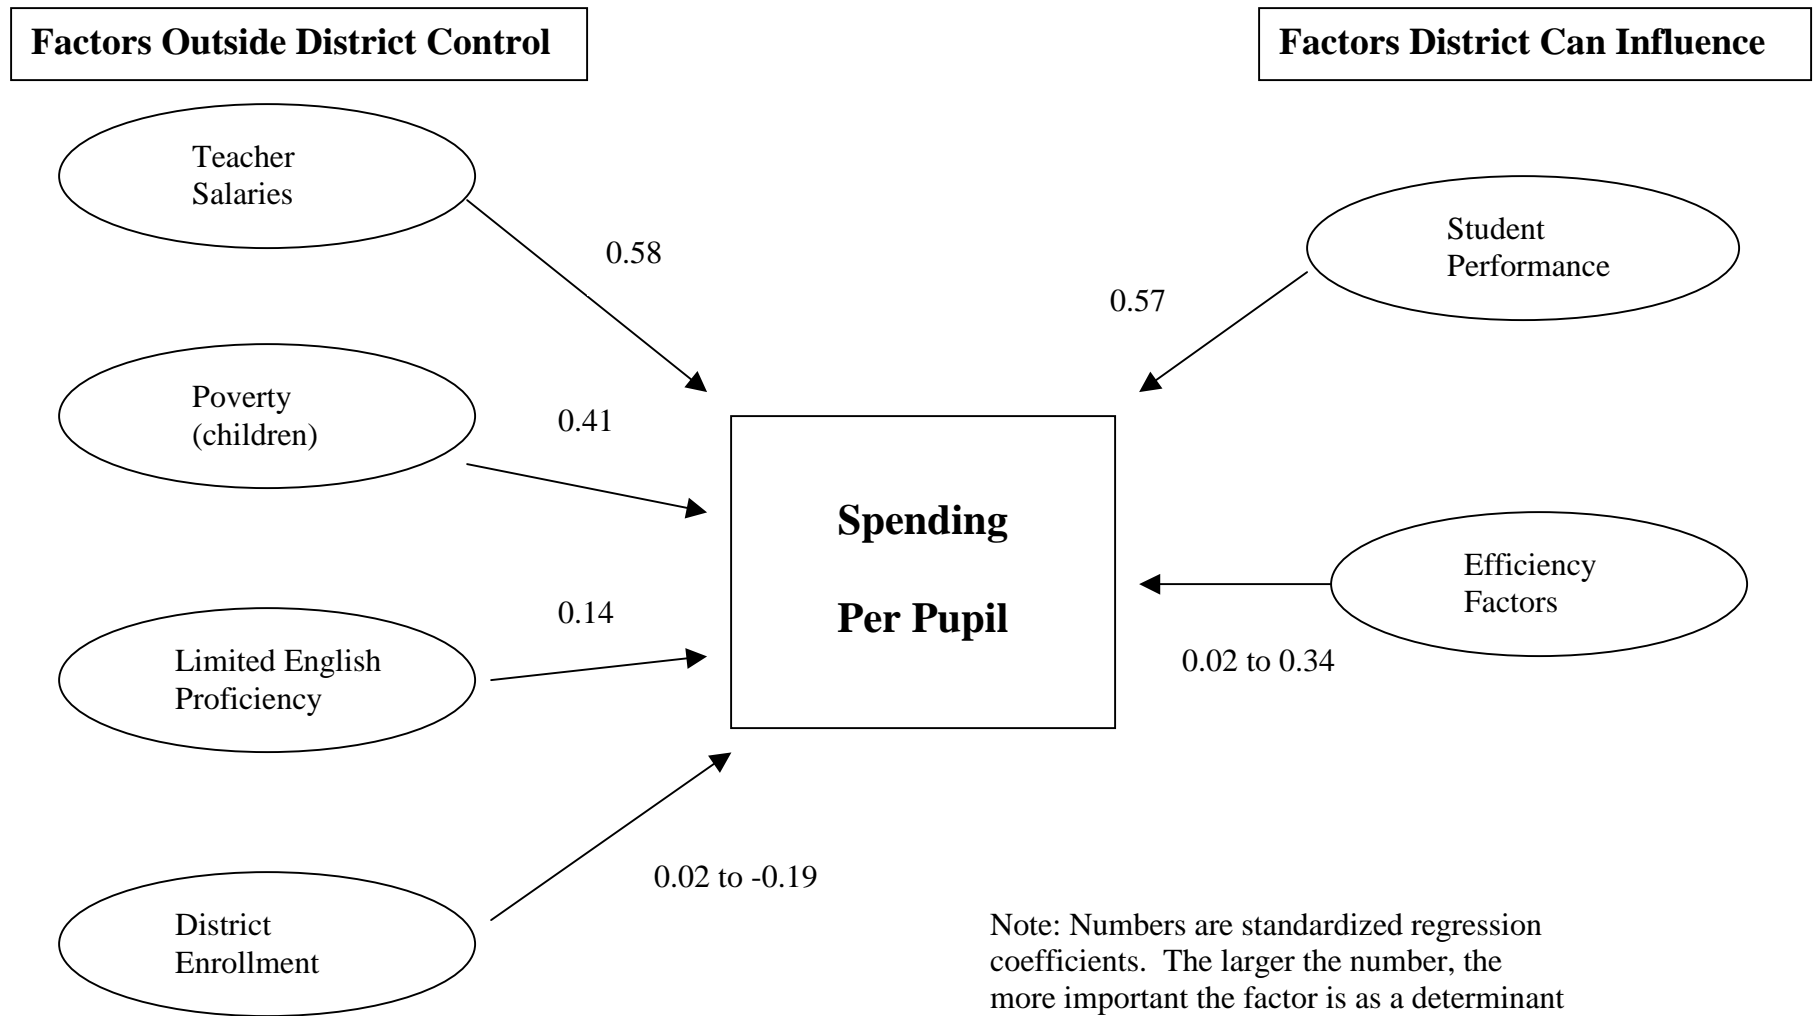 Factors Outside District Control
Factors District Can Influence
Teacher
Salaries
0.58
Student
Performance
0.57
Poverty
(children)
0.41
Spending
Per Pupil
Efficiency
Factors
0.02 to 0.34
Limited English
Proficiency
0.14
District
Enrollment
0.02 to -0.19
Note: Numbers are standardized regression
coefficients.  The larger the number, the
more important the factor is as a determinant